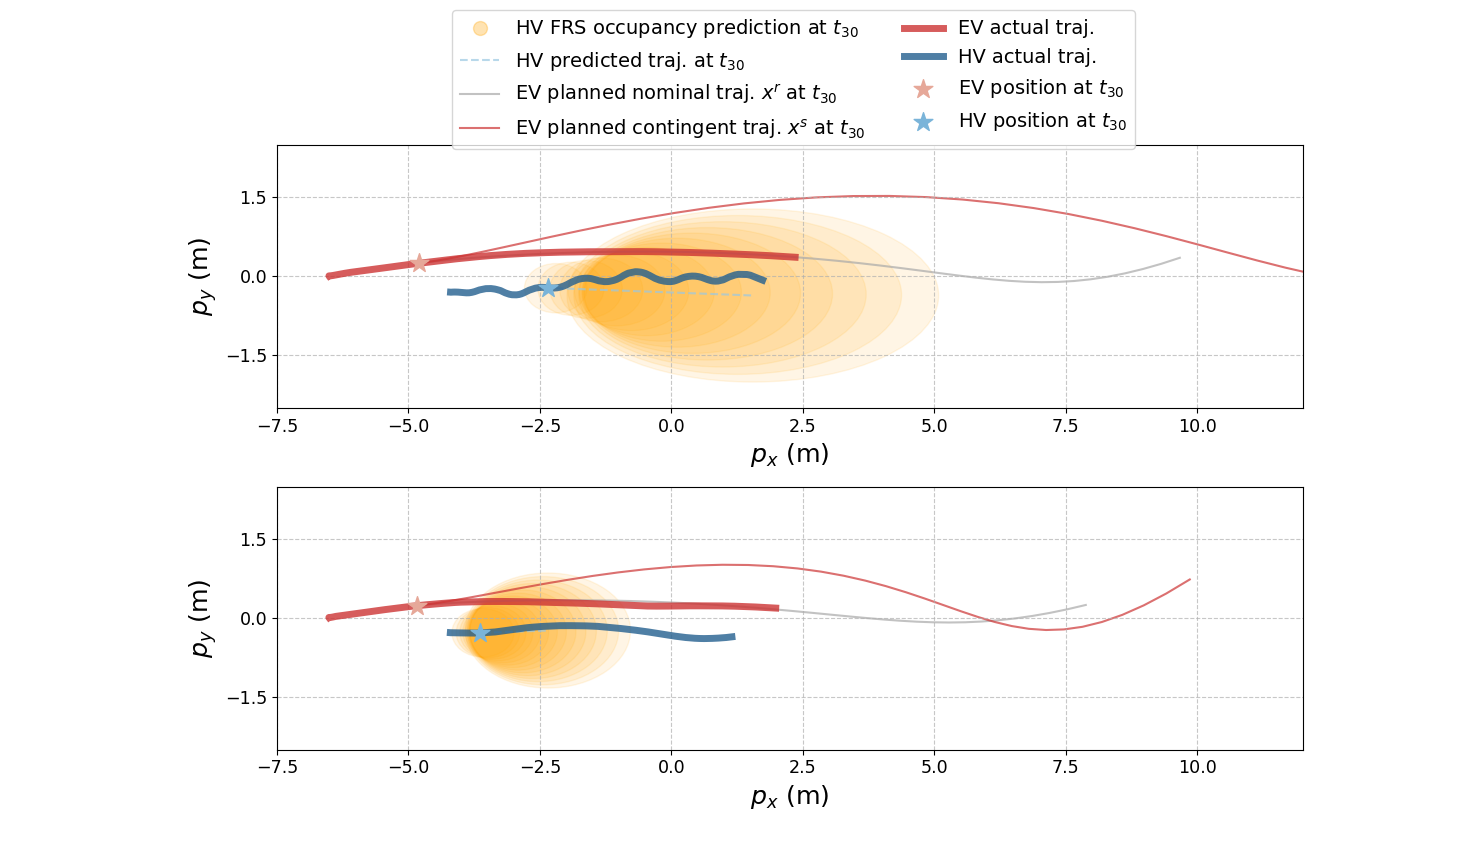 HV FRS occupancy prediction at t₃₀
HV predicted traj. at t₃₀
EV planned nominal traj. xʳ at t₃₀
EV planned contingent traj. xˢ at t₃₀
EV actual traj.
HV actual traj.
EV position at t₃₀
HV position at t₃₀
1.5
0.0
−1.5
p_y (m)
−7.5 −5.0 −2.5 0.0 2.5 5.0 7.5 10.0
p_x (m)
1.5
0.0
−1.5
p_y (m)
−7.5 −5.0 −2.5 0.0 2.5 5.0 7.5 10.0
p_x (m)